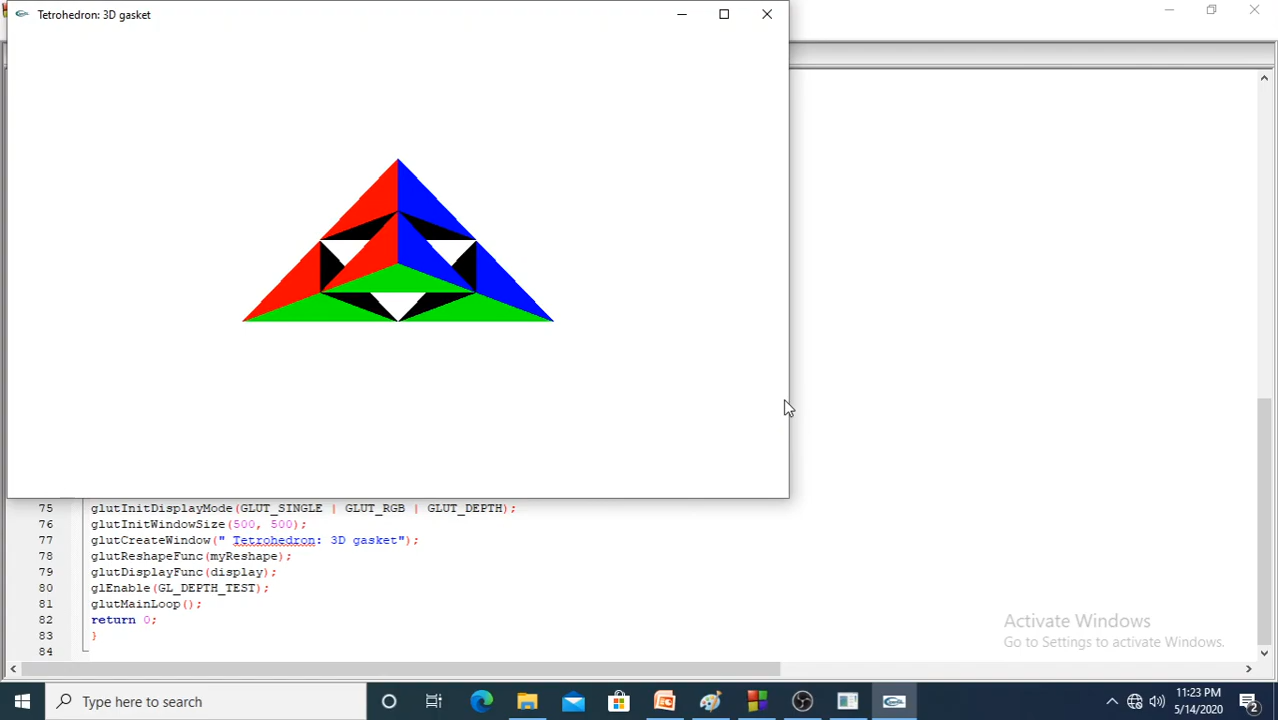 Tetrohedron: 3D gasket
75 glutInitDisplayMode(GLUT_SINGLE | GLUT_RGB | GLUT_DEPTH);
76 glutInitWindowSize(500, 500);
77 glutCreateWindow(" Tetrohedron: 3D gasket");
78 glutReshapeFunc(myReshape);
79 glutDisplayFunc(display);
80 glEnable(GL_DEPTH_TEST);
81 glutMainLoop();
82 return 0;
83 }
84
Activate Windows
Go to Settings to activate Windows.
Type here to search
11:23 PM
5/14/2020
2